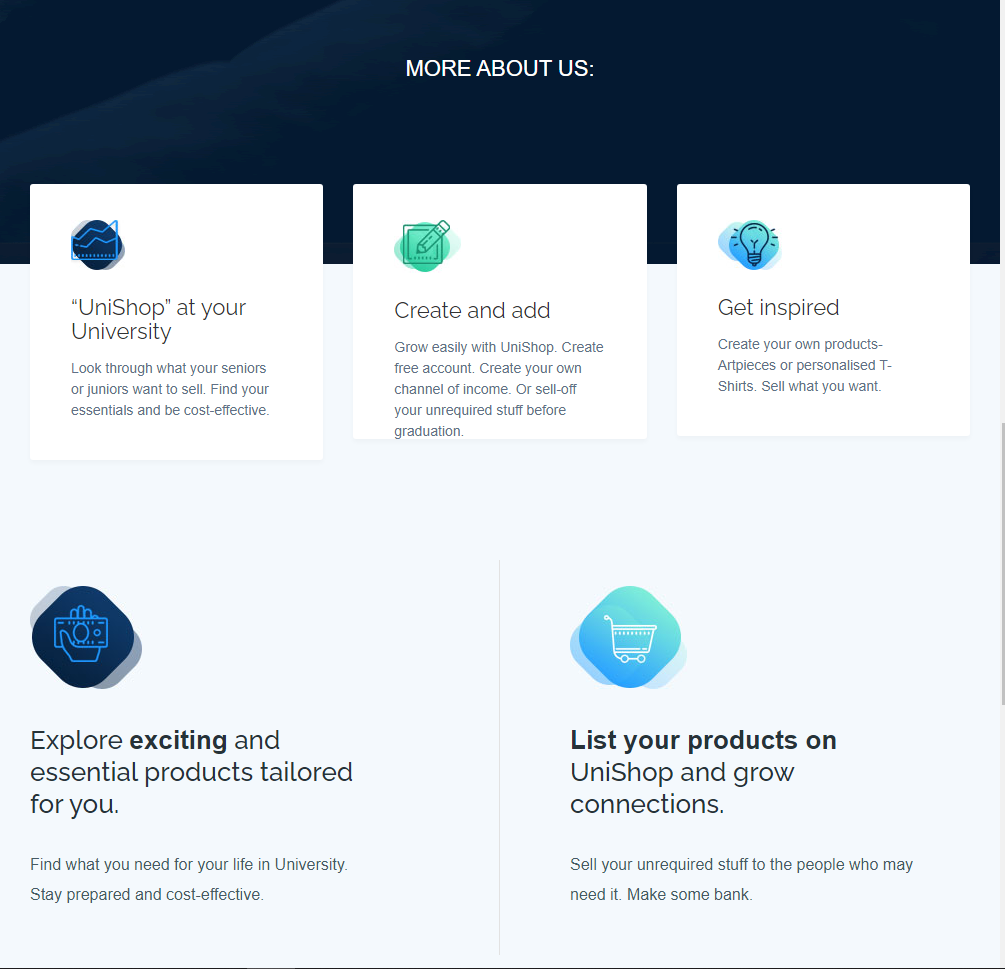 MORE ABOUT US:
“UniShop” at your
University
Look through what your seniors
or juniors want to sell. Find your
essentials and be cost-effective.
Create and add
Grow easily with UniShop. Create
free account. Create your own
channel of income. Or sell-off
your unrequired stuff before
graduation.
Get inspired
Create your own products-
Artpieces or personalised T-
Shirts. Sell what you want.
Explore exciting and
essential products tailored
for you.
Find what you need for your life in University.
Stay prepared and cost-effective.
List your products on
UniShop and grow
connections.
Sell your unrequired stuff to the people who may
need it. Make some bank.